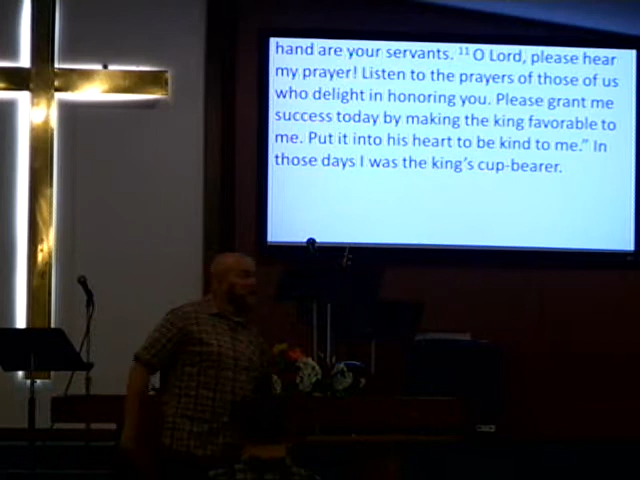 hand are your servants. ¹¹ O Lord, please hear
my prayer! Listen to the prayers of those of us
who delight in honoring you. Please grant me
success today by making the king favorable to
me. Put it into his heart to be kind to me.” In
those days I was the king’s cup-bearer.